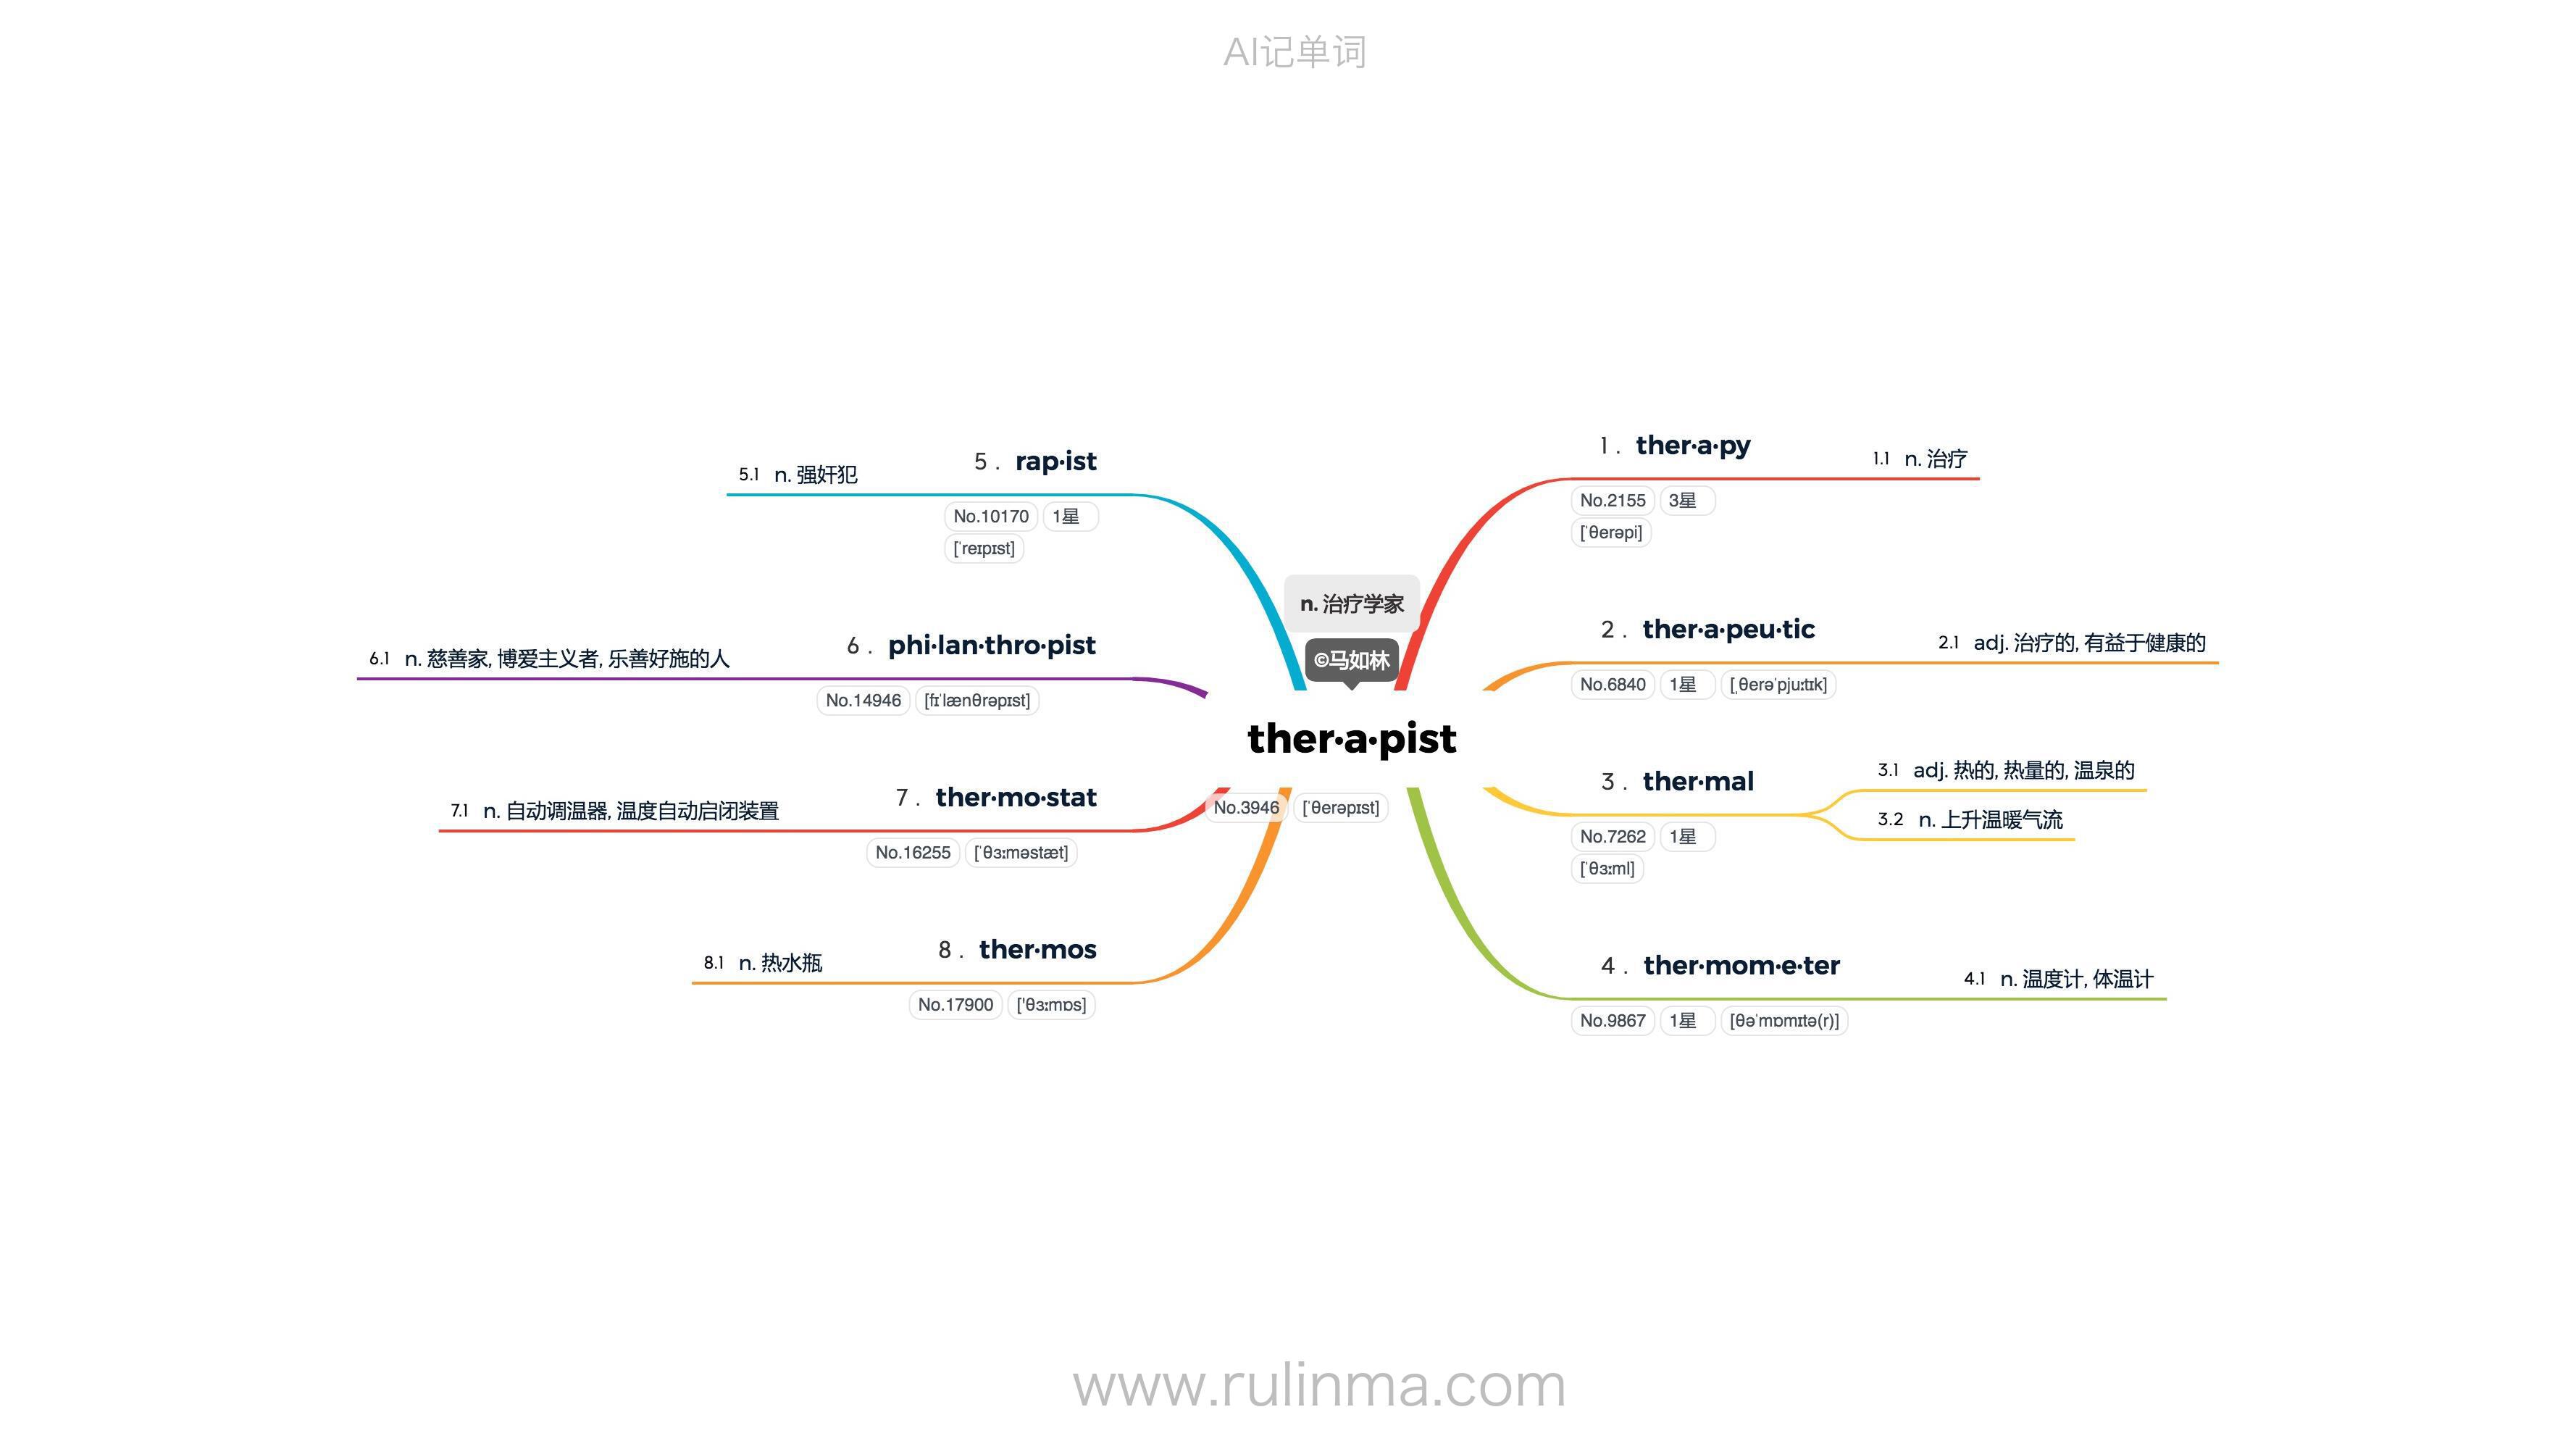 AI记单词
n. 治疗学家
©马如林
ther·a·pist
No.3946 [ˈθerəpɪst]
1 . ther·a·py
No.2155 3星
[ˈθerəpi]
1.1 n. 治疗
2 . ther·a·peu·tic
No.6840 1星 [ˌθerəˈpjuːtɪk]
2.1 adj. 治疗的, 有益于健康的
3 . ther·mal
No.7262 1星
[ˈθɜːml]
3.1 adj. 热的, 热量的, 温泉的
3.2 n. 上升温暖气流
4 . ther·mom·e·ter
No.9867 1星 [θəˈmɒmɪtə(r)]
4.1 n. 温度计, 体温计
5 . rap·ist
No.10170 1星
[ˈreɪpɪst]
5.1 n. 强奸犯
6 . phi·lan·thro·pist
No.14946 [fɪˈlænθrəpɪst]
6.1 n. 慈善家, 博爱主义者, 乐善好施的人
7 . ther·mo·stat
No.16255 [ˈθɜːməstæt]
7.1 n. 自动调温器, 温度自动启闭装置
8 . ther·mos
No.17900 ['θɜːmɒs]
8.1 n. 热水瓶
www.rulinma.com